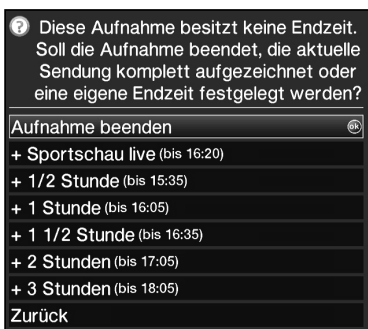 Diese Aufnahme besitzt keine Endzeit.
Soll die Aufnahme beendet, die aktuelle
Sendung komplett aufgezeichnet oder
eine eigene Endzeit festgelegt werden?
Aufnahme beenden ok
+ Sportschau live (bis 16:20)
+ 1/2 Stunde (bis 15:35)
+ 1 Stunde (bis 16:05)
+ 1 1/2 Stunde (bis 16:35)
+ 2 Stunden (bis 17:05)
+ 3 Stunden (bis 18:05)
Zurück